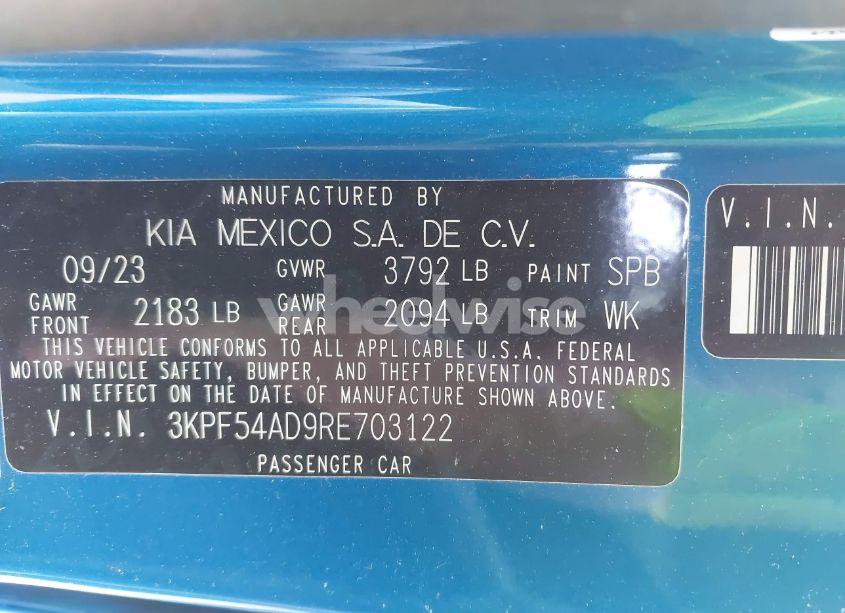 MANUFACTURED BY
KIA MEXICO S.A. DE C.V.
09/23 GVWR 3792 LB PAINT SPB
GAWR FRONT 2183 LB GAWR REAR 2094 LB TRIM WK
THIS VEHICLE CONFORMS TO ALL APPLICABLE U.S.A. FEDERAL
MOTOR VEHICLE SAFETY, BUMPER, AND THEFT PREVENTION STANDARDS
IN EFFECT ON THE DATE OF MANUFACTURE SHOWN ABOVE.
V.I.N. 3KPF54AD9RE703122
PASSENGER CAR
V.I.N.
wheelwise